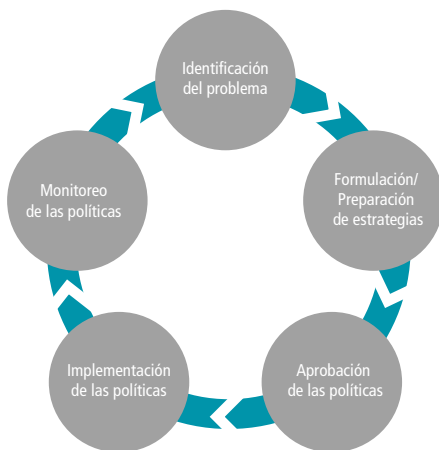 Identificación
del problema
Formulación/
Preparación
de estrategias
Aprobación
de las políticas
Implementación
de las políticas
Monitoreo
de las políticas